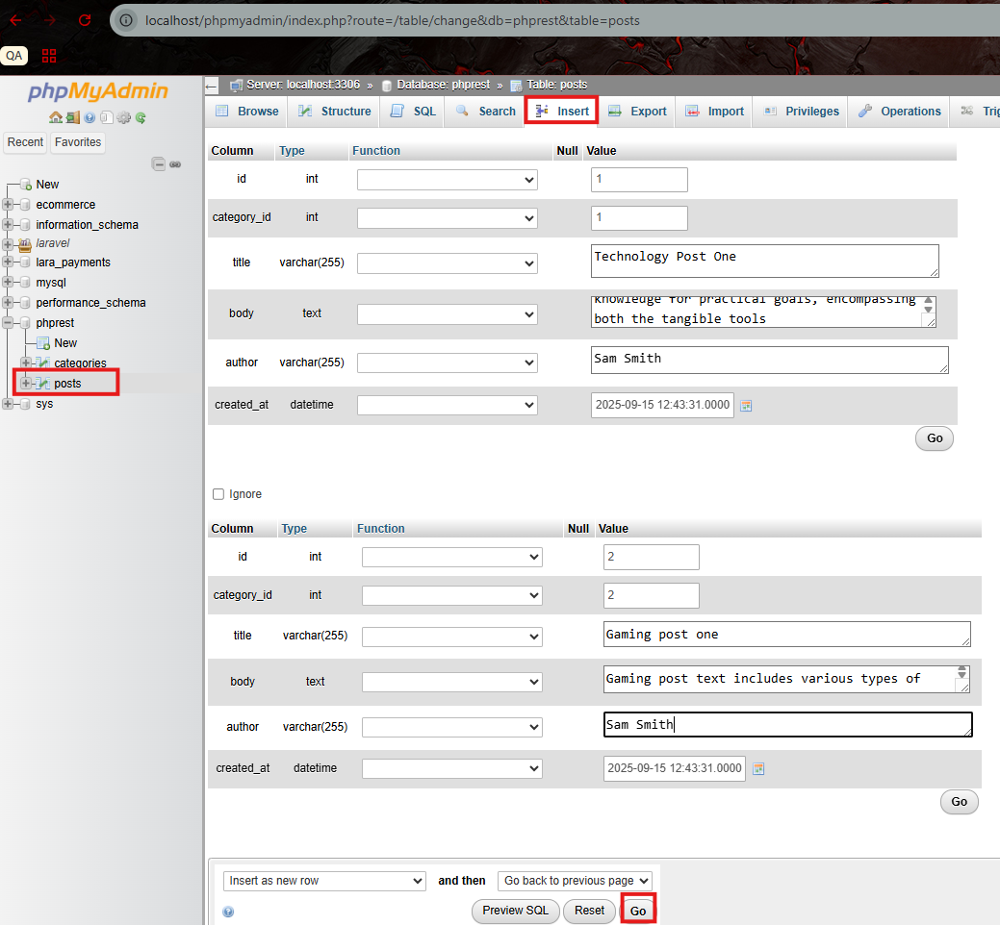 localhost/phpmyadmin/index.php?route=/table/change&db=phprest&table=posts
QA
phpMyAdmin
Recent Favorites
New
ecommerce
information_schema
laravel
lara_payments
mysql
performance_schema
phprest
New
categories
posts
sys
Server: localhost:3306 » Database: phprest » Table: posts
Browse Structure SQL Search Insert Export Import Privileges Operations
Column Type Function Null Value
id int 1
category_id int 1
title varchar(255) Technology Post One
body text knowledge for practical goals, encompassing
both the tangible tools
author varchar(255) Sam Smith
created_at datetime 2025-09-15 12:43:31.0000
Go
Ignore
Column Type Function Null Value
id int 2
category_id int 2
title varchar(255) Gaming post one
body text Gaming post text includes various types of
author varchar(255) Sam Smith
created_at datetime 2025-09-15 12:43:31.0000
Go
Insert as new row and then Go back to previous page
Preview SQL Reset Go